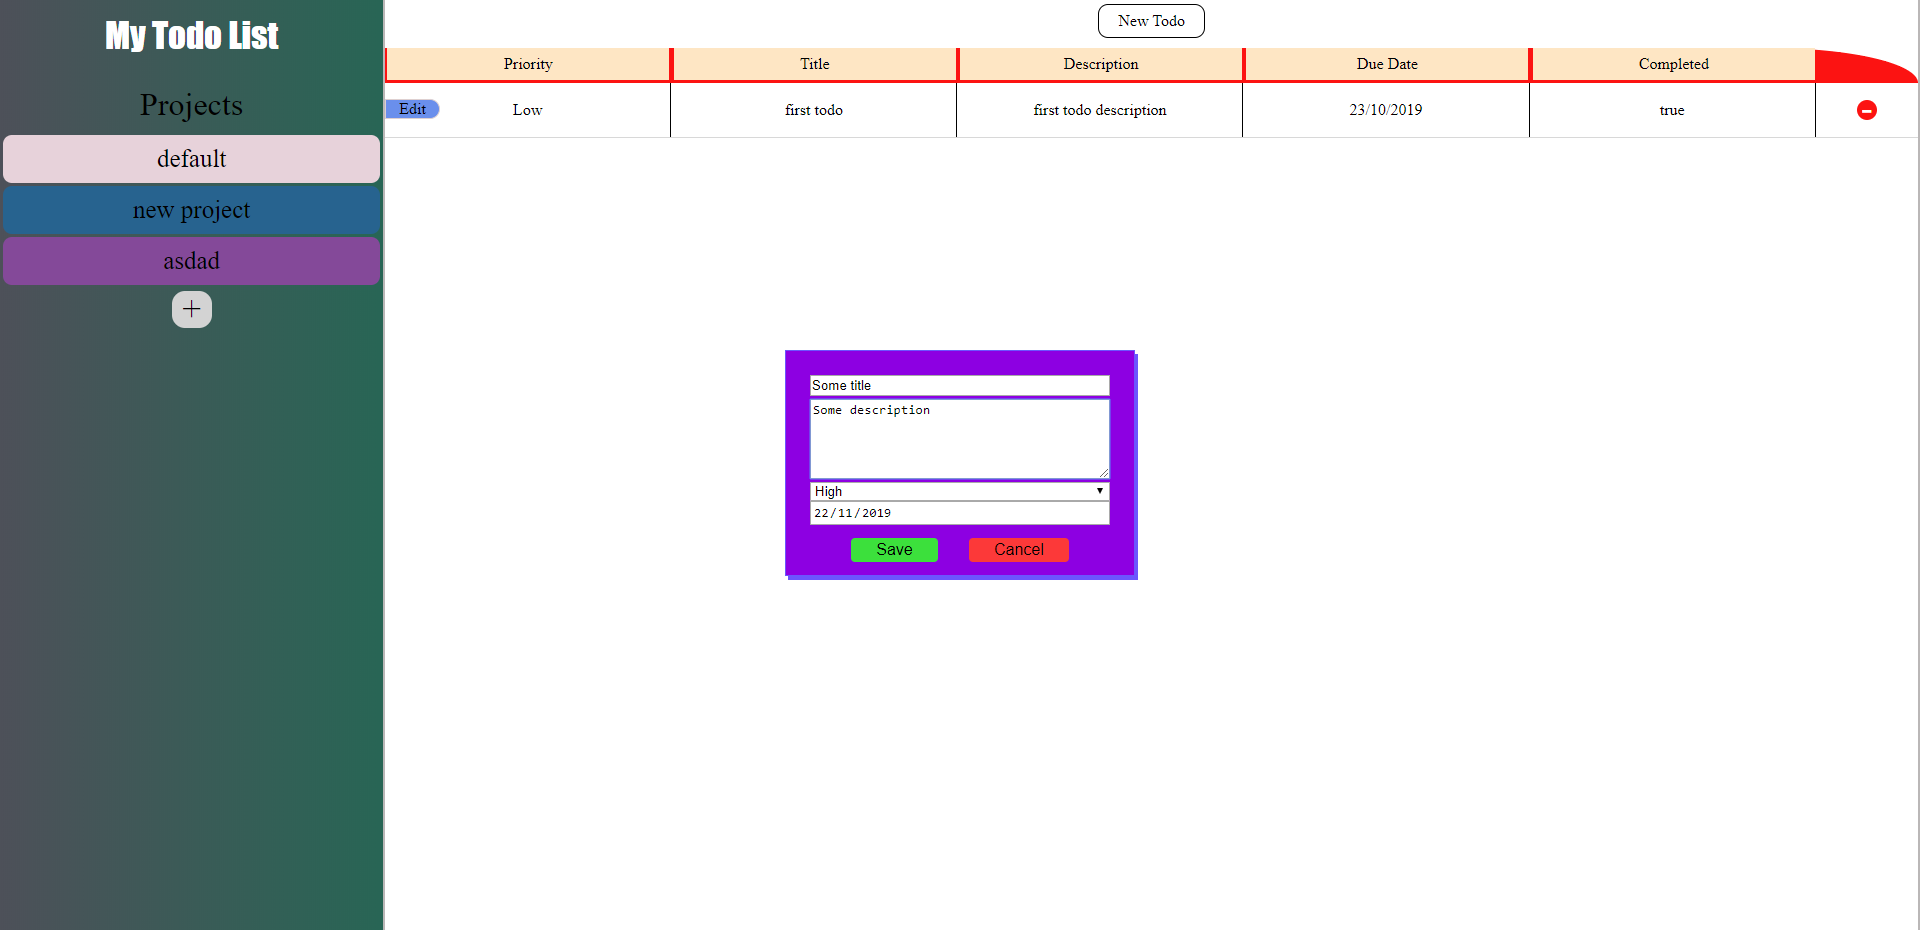 My Todo List
Projects
default
new project
asdad
+
New Todo
Priority Title Description Due Date Completed
Edit Low first todo first todo description 23/10/2019 true
Some title
Some description
High
22/11/2019
Save Cancel